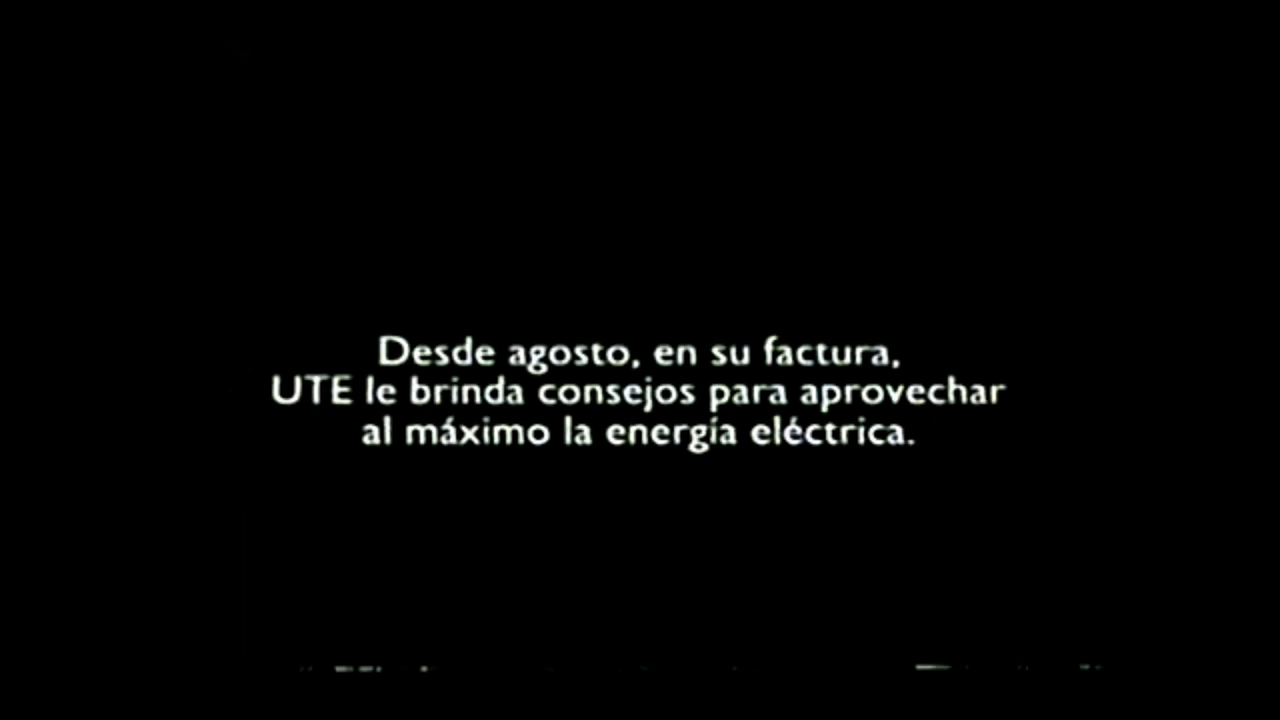 Desde agosto, en su factura,
UTE le brinda consejos para aprovechar
al máximo la energía eléctrica.